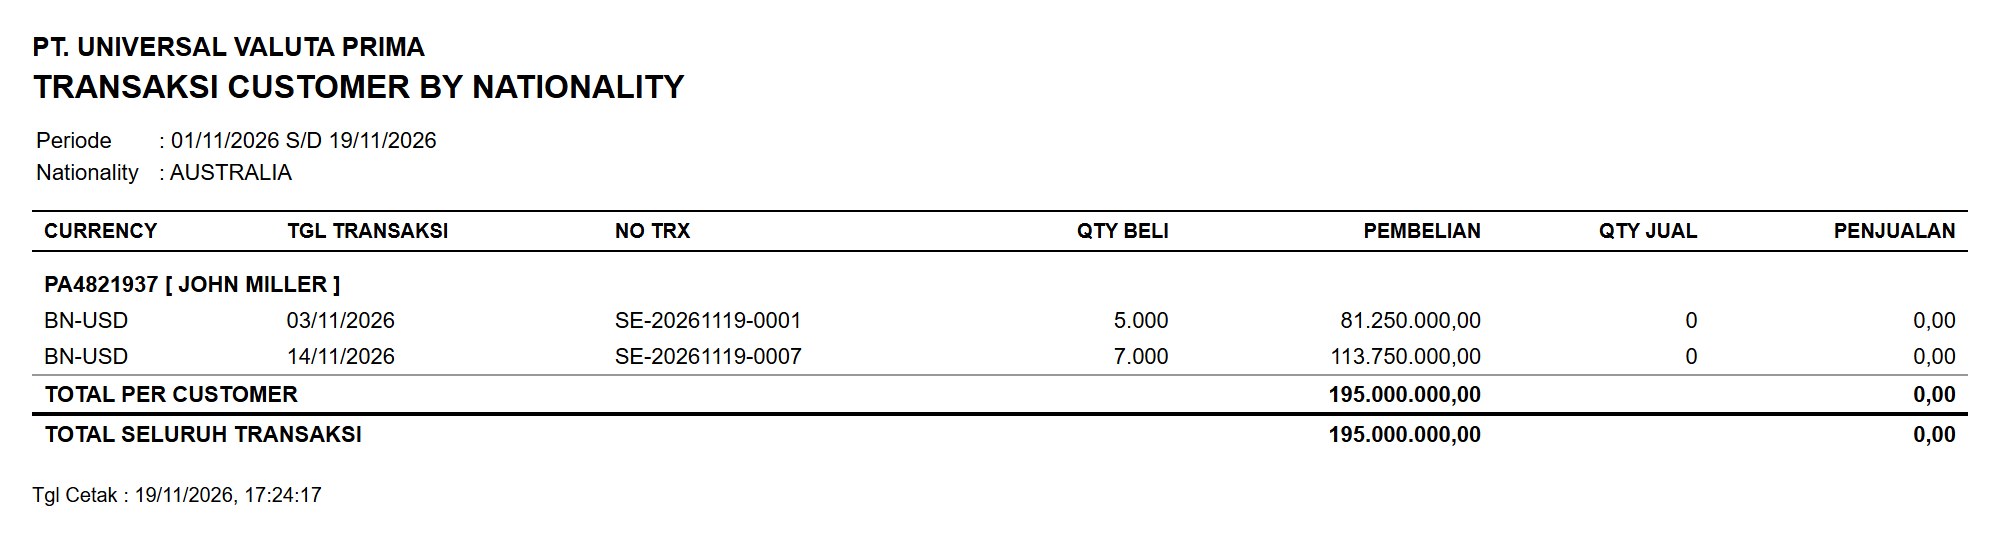 PT. UNIVERSAL VALUTA PRIMA
TRANSAKSI CUSTOMER BY NATIONALITY
Periode : 01/11/2026 S/D 19/11/2026
Nationality : AUSTRALIA
CURRENCY TGL TRANSAKSI NO TRX QTY BELI PEMBELIAN QTY JUAL PENJUALAN
PA4821937 [ JOHN MILLER ]
BN-USD 03/11/2026 SE-20261119-0001 5.000 81.250.000,00 0 0,00
BN-USD 14/11/2026 SE-20261119-0007 7.000 113.750.000,00 0 0,00
TOTAL PER CUSTOMER 195.000.000,00 0,00
TOTAL SELURUH TRANSAKSI 195.000.000,00 0,00
Tgl Cetak : 19/11/2026, 17:24:17